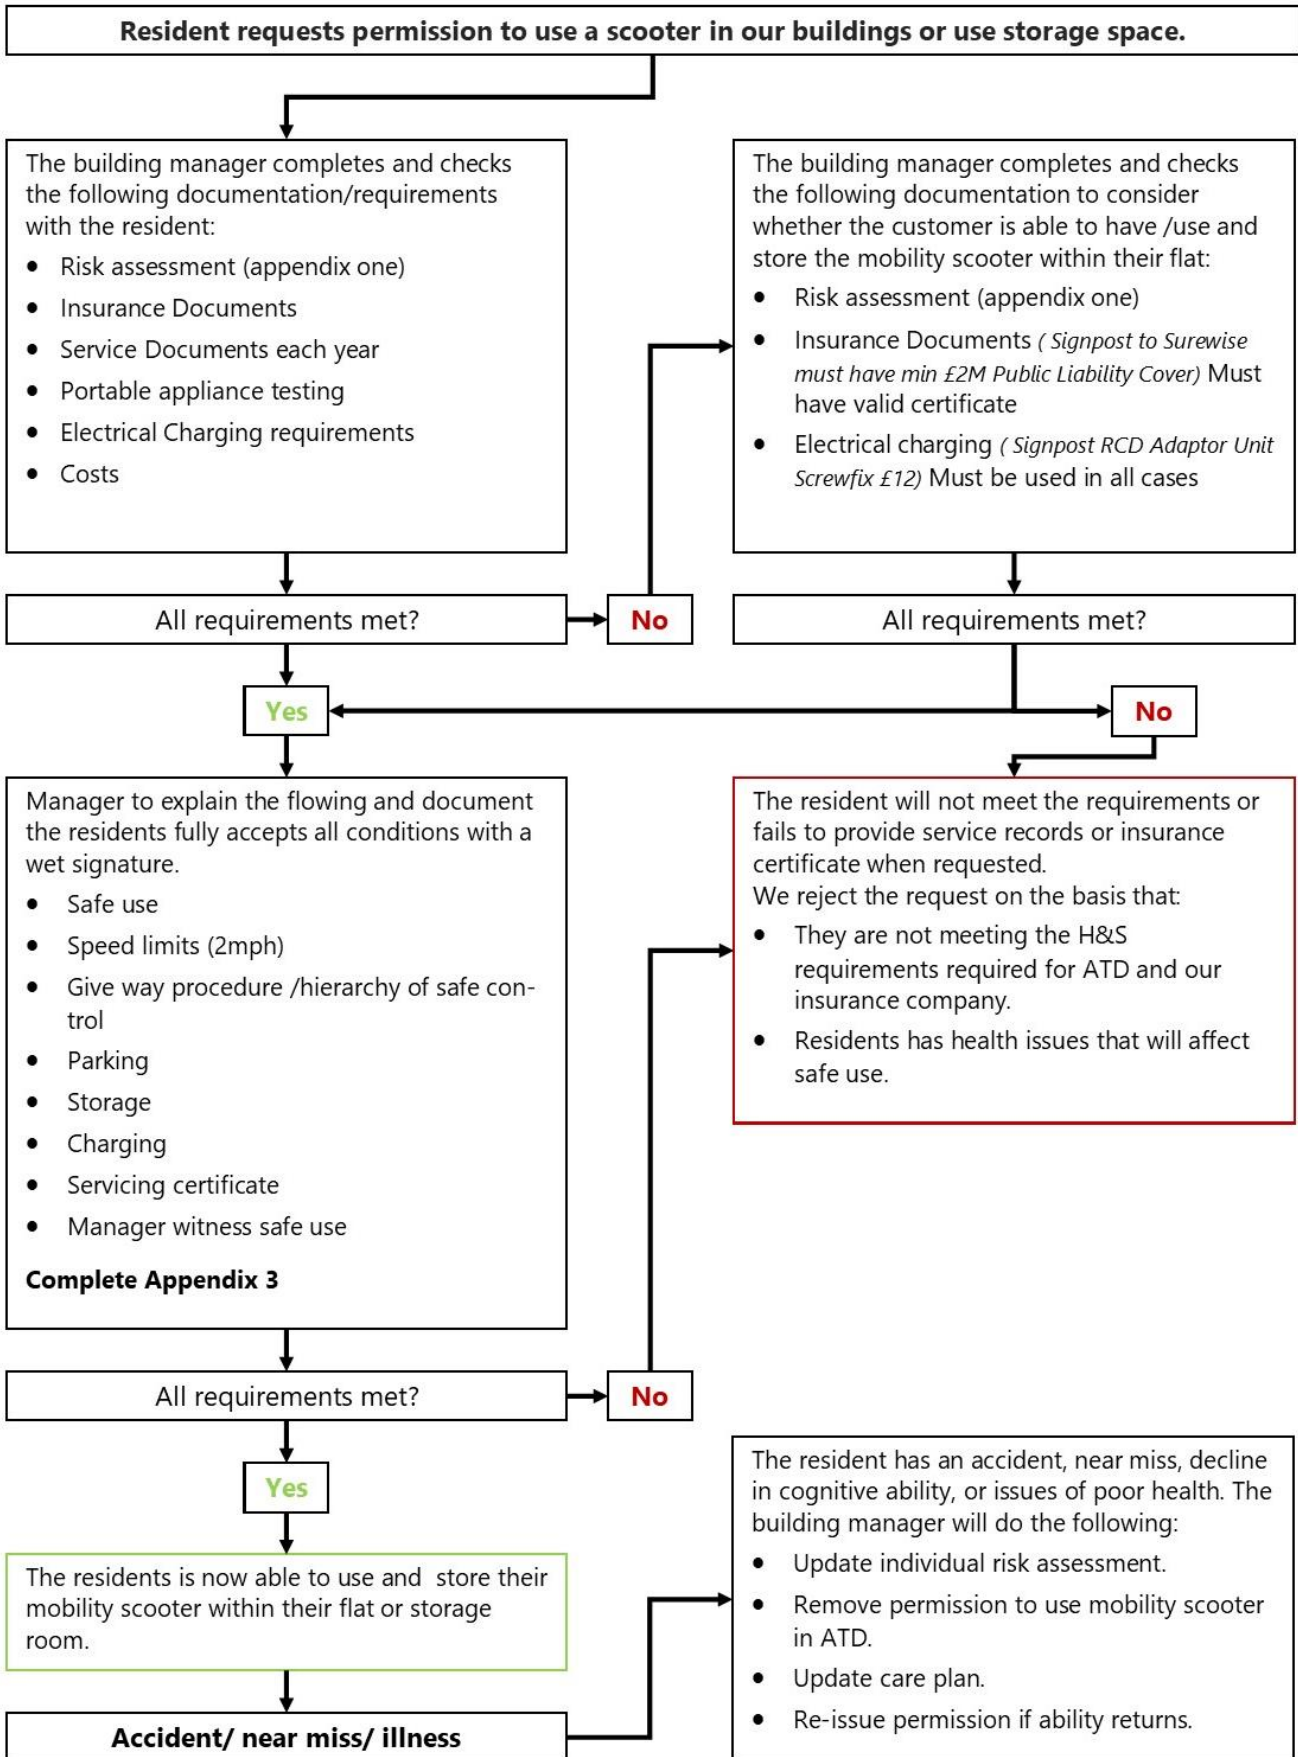 Resident requests permission to use a scooter in our buildings or use storage space.
The building manager completes and checks
the following documentation/requirements
with the resident:
• Risk assessment (appendix one)
• Insurance Documents
• Service Documents each year
• Portable appliance testing
• Electrical Charging requirements
• Costs
The building manager completes and checks
the following documentation to consider
whether the customer is able to have /use and
store the mobility scooter within their flat:
• Risk assessment (appendix one)
• Insurance Documents ( Signpost to Surewise
must have min £2M Public Liability Cover) Must
have valid certificate
• Electrical charging ( Signpost RCD Adaptor Unit
Screwfix £12) Must be used in all cases
All requirements met?
No
All requirements met?
Yes
No
Manager to explain the flowing and document
the residents fully accepts all conditions with a
wet signature.
• Safe use
• Speed limits (2mph)
• Give way procedure /hierarchy of safe con-
trol
• Parking
• Storage
• Charging
• Servicing certificate
• Manager witness safe use
Complete Appendix 3
The resident will not meet the requirements or
fails to provide service records or insurance
certificate when requested.
We reject the request on the basis that:
• They are not meeting the H&S
requirements required for ATD and our
insurance company.
• Residents has health issues that will affect
safe use.
All requirements met?
No
Yes
The residents is now able to use and  store their
mobility scooter within their flat or storage
room.
Accident/ near miss/ illness
The resident has an accident, near miss, decline
in cognitive ability, or issues of poor health. The
building manager will do the following:
• Update individual risk assessment.
• Remove permission to use mobility scooter
in ATD.
• Update care plan.
• Re-issue permission if ability returns.